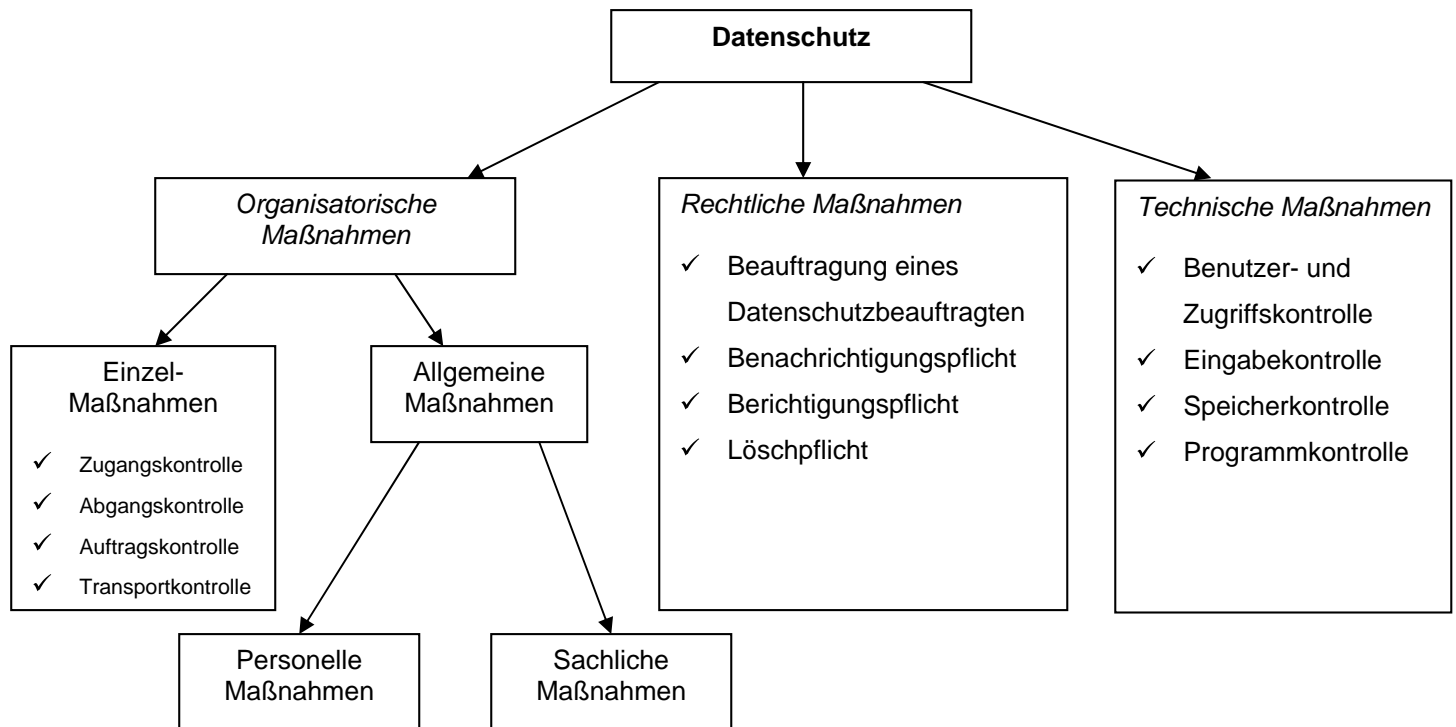 Datenschutz
Organisatorische
Maßnahmen
Rechtliche Maßnahmen
✓ Beauftragung eines
Datenschutzbeauftragten
✓ Benachrichtigungspflicht
✓ Berichtigungspflicht
✓ Löschpflicht
Technische Maßnahmen
✓ Benutzer- und
Zugriffskontrolle
✓ Eingabekontrolle
✓ Speicherkontrolle
✓ Programmkontrolle
Einzel-
Maßnahmen
✓ Zugangskontrolle
✓ Abgangskontrolle
✓ Auftragskontrolle
✓ Transportkontrolle
Allgemeine
Maßnahmen
Personelle
Maßnahmen
Sachliche
Maßnahmen